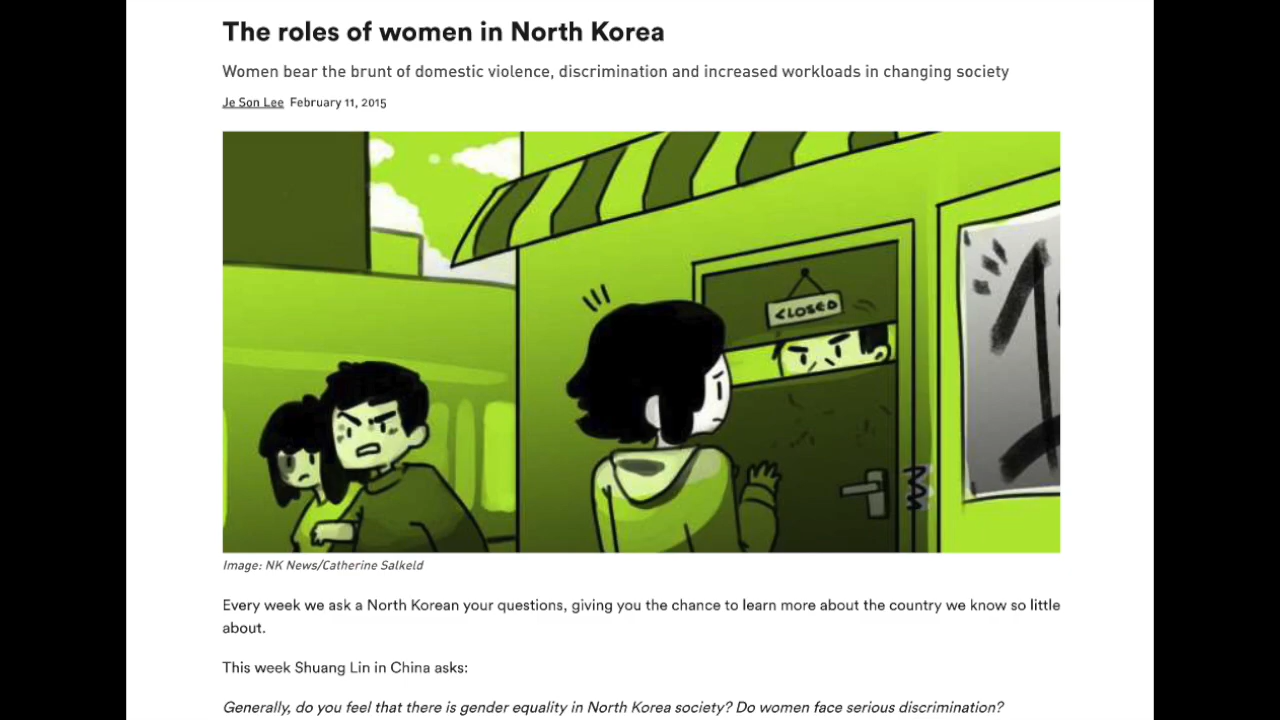 The roles of women in North Korea
Women bear the brunt of domestic violence, discrimination and increased workloads in changing society
Je Son Lee February 11, 2015
CLOSED
Image: NK News/Catherine Salkeld
Every week we ask a North Korean your questions, giving you the chance to learn more about the country we know so little
about.
This week Shuang Lin in China asks:
Generally, do you feel that there is gender equality in North Korea society? Do women face serious discrimination?